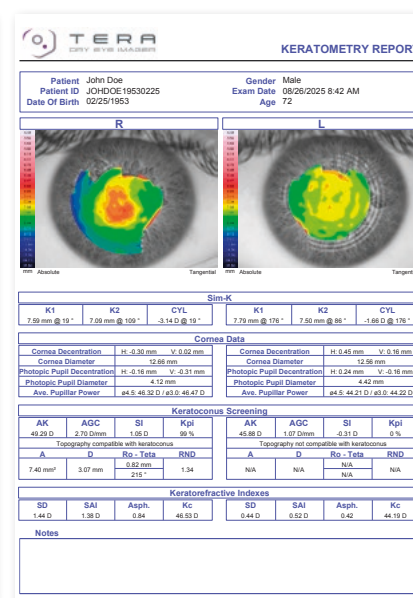 TERA
DRY EYE IMAGER
KERATOMETRY REPORT
Patient John Doe Gender Male
Patient ID JOHDOE19530225 Exam Date 08/26/2025 8:42 AM
Date Of Birth 02/25/1953 Age 72
R L
mm Absolute Tangential mm Absolute Tangent
Sim-K
K1 K2 CYL K1 K2 CYL
7.59 mm @ 19 ° 7.09 mm @ 109 ° -3.14 D @ 19 ° 7.79 mm @ 176 ° 7.50 mm @ 86 ° -1.66 D @ 176 °
Cornea Data
Cornea Decentration H: -0.30 mm V: 0.02 mm Cornea Decentration H: 0.45 mm V: 0.16 mm
Cornea Diameter 12.66 mm Cornea Diameter 12.56 mm
Photopic Pupil Decentration H: -0.16 mm V: -0.31 mm Photopic Pupil Decentration H: 0.24 mm V: -0.16 mm
Photopic Pupil Diameter 4.12 mm Photopic Pupil Diameter 4.42 mm
Ave. Pupillar Power ø4.5: 46.32 D / ø3.0: 46.47 D Ave. Pupillar Power ø4.5: 44.21 D / ø3.0: 44.22 D
Keratoconus Screening
AK AGC SI Kpi AK AGC SI Kpi
49.29 D 2.70 D/mm 1.05 D 99 % 45.88 D 1.07 D/mm -0.31 D 0 %
Topography compatible with keratoconus Topography not compatible with keratoconus
A D Ro - Teta RND A D Ro - Teta RND
7.40 mm² 3.07 mm 0.82 mm 1.34 N/A N/A N/A N/A
215 ° N/A
Keratorefractive Indexes
SD SAI Asph. Kc SD SAI Asph. Kc
1.44 D 1.38 D 0.84 46.53 D 0.44 D 0.52 D 0.42 44.19 D
Notes